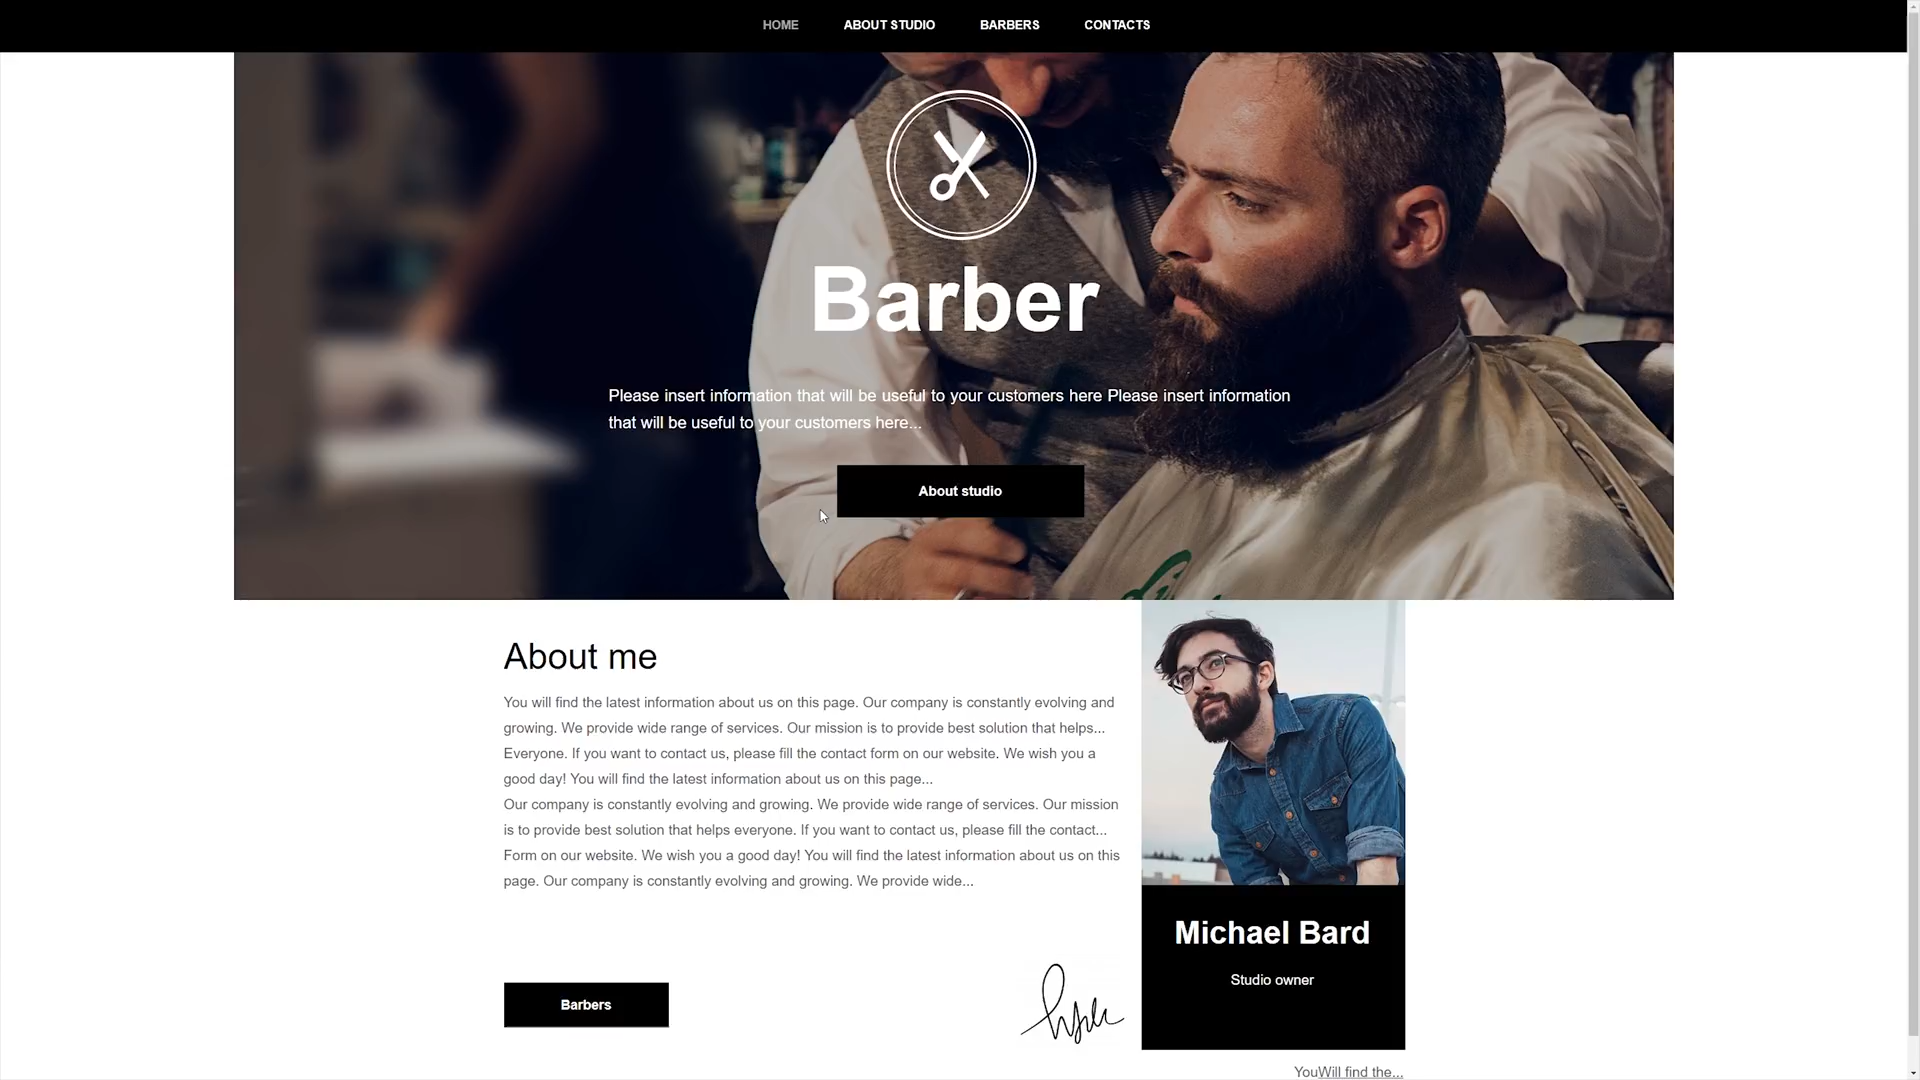 HOME ABOUT STUDIO BARBERS CONTACTS
Barber
Please insert information that will be useful to your customers here Please insert information
that will be useful to your customers here...
About studio
About me
You will find the latest information about us on this page. Our company is constantly evolving and
growing. We provide wide range of services. Our mission is to provide best solution that helps...
Everyone. If you want to contact us, please fill the contact form on our website. We wish you a
good day! You will find the latest information about us on this page...
Our company is constantly evolving and growing. We provide wide range of services. Our mission
is to provide best solution that helps everyone. If you want to contact us, please fill the contact...
Form on our website. We wish you a good day! You will find the latest information about us on this
page. Our company is constantly evolving and growing. We provide wide...
Barbers
Michael Bard
Studio owner
YouWill find the...